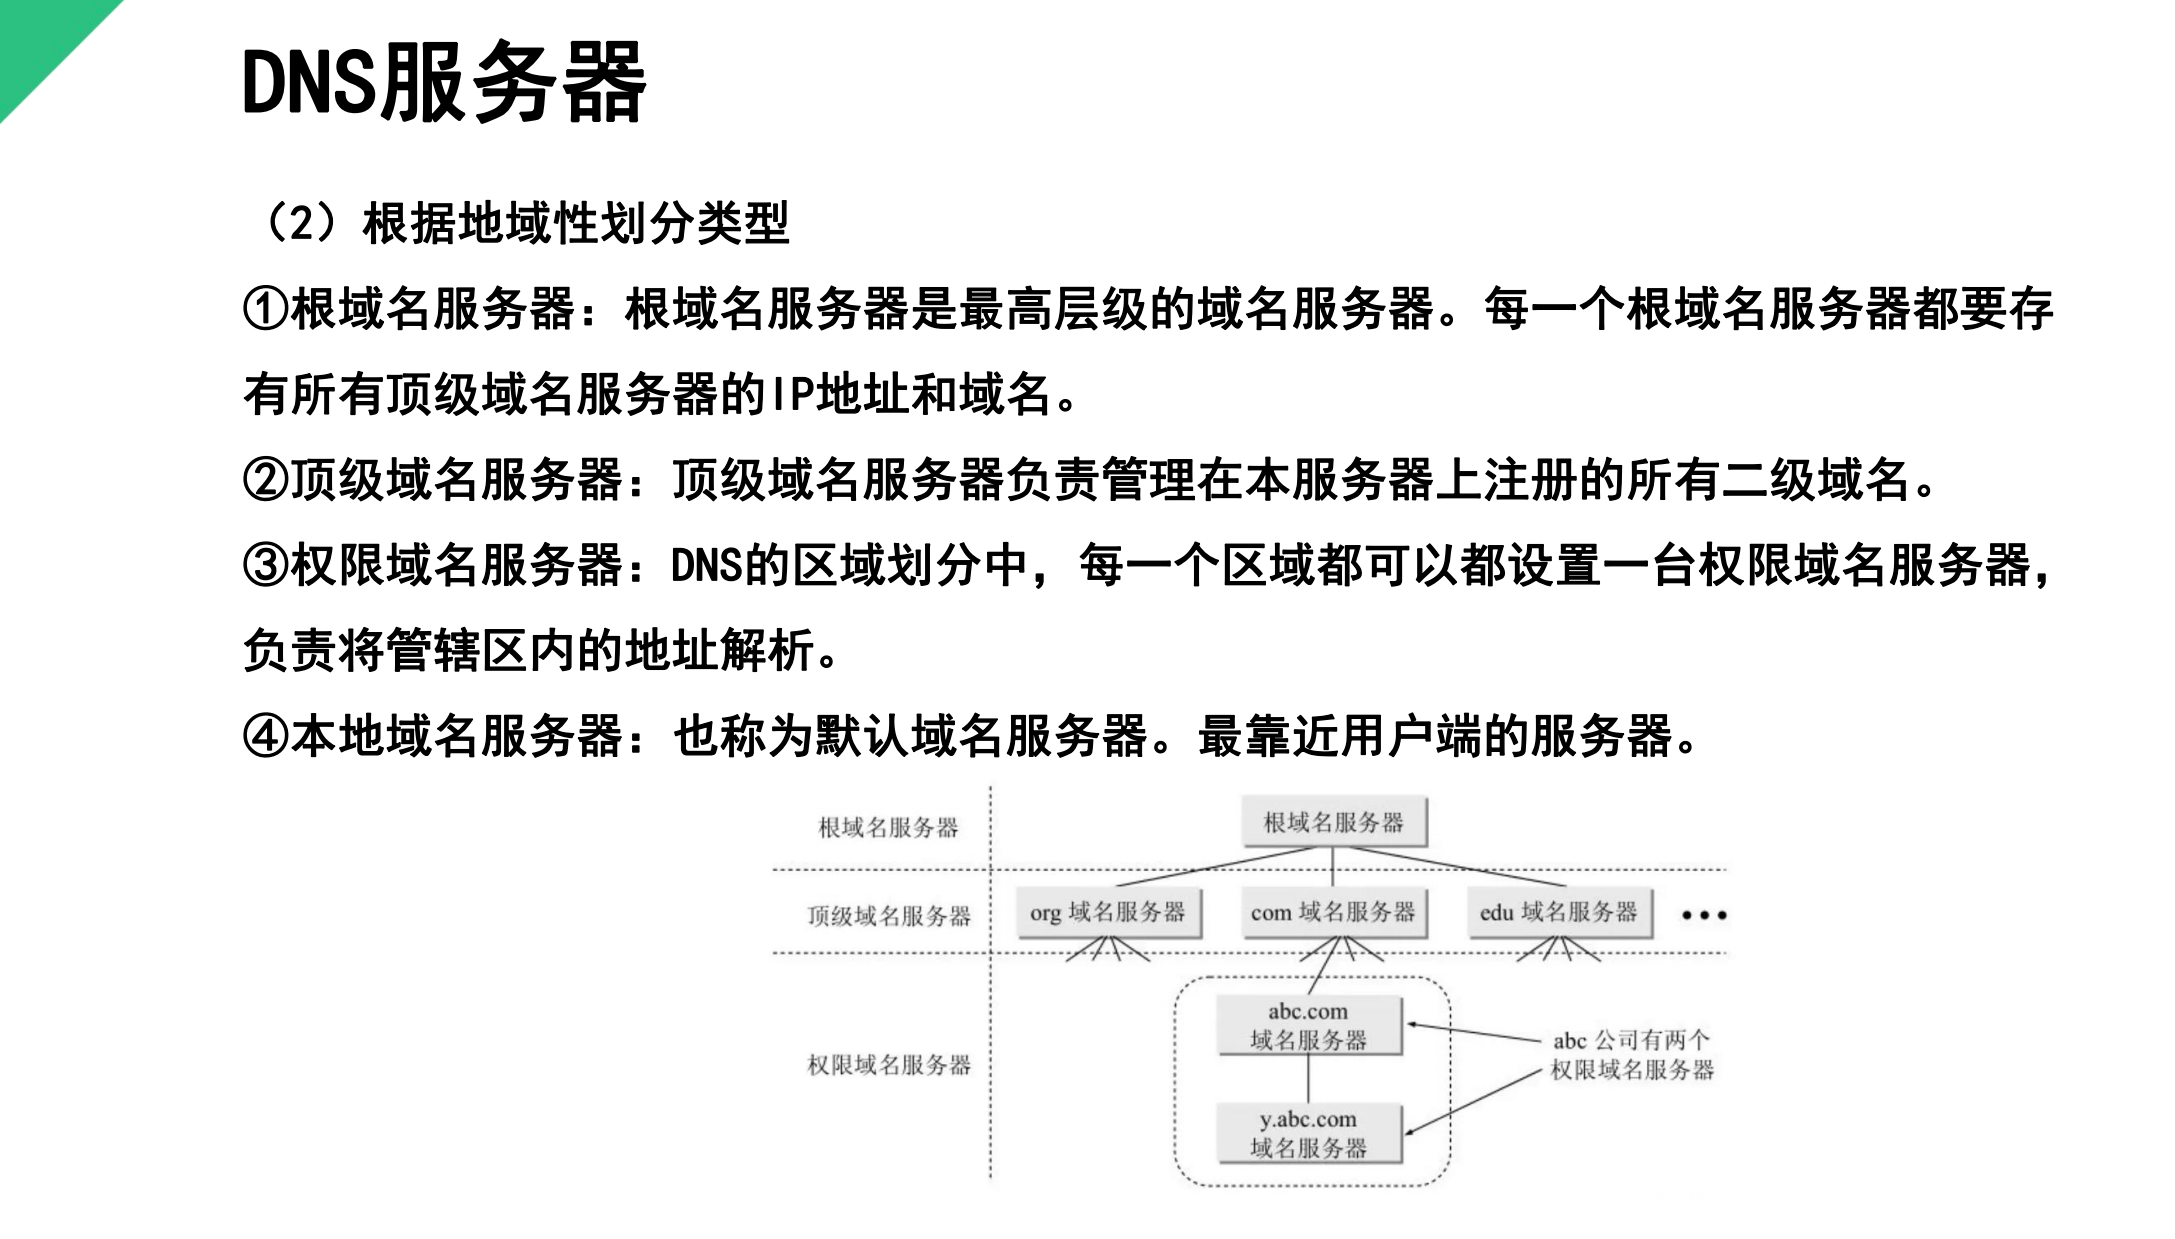 DNS服务器
（2）根据地域性划分类型
①根域名服务器：根域名服务器是最高层级的域名服务器。每一个根域名服务器都要存
有所有顶级域名服务器的IP地址和域名。
②顶级域名服务器：顶级域名服务器负责管理在本服务器上注册的所有二级域名。
③权限域名服务器：DNS的区域划分中，每一个区域都可以都设置一台权限域名服务器，
负责将管辖区内的地址解析。
④本地域名服务器：也称为默认域名服务器。最靠近用户端的服务器。
根域名服务器
根域名服务器
顶级域名服务器
org 域名服务器
com 域名服务器
edu 域名服务器
•••
权限域名服务器
abc.com
域名服务器
y.abc.com
域名服务器
abc 公司有两个
权限域名服务器